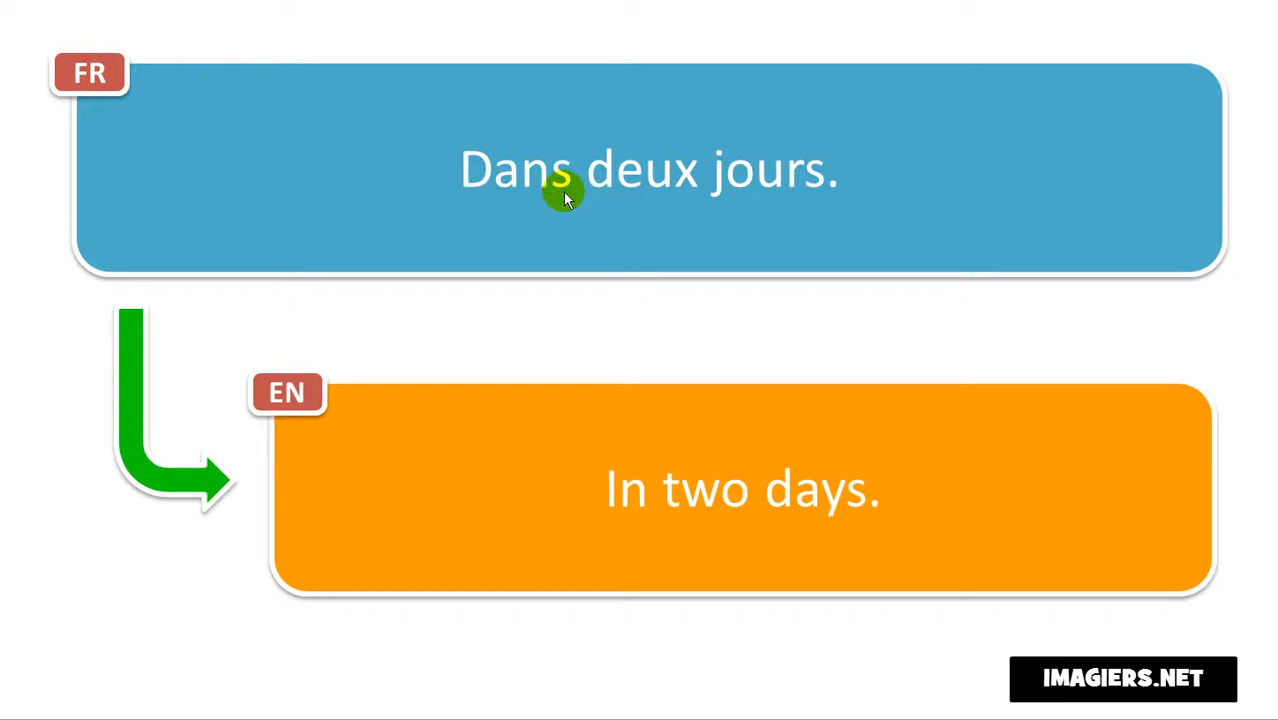 FR
Dans deux jours.
EN
In two days.
IMAGIERS.NET